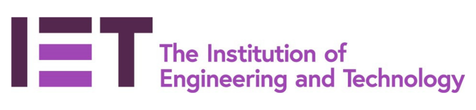 IET
The Institution of
Engineering and Technology